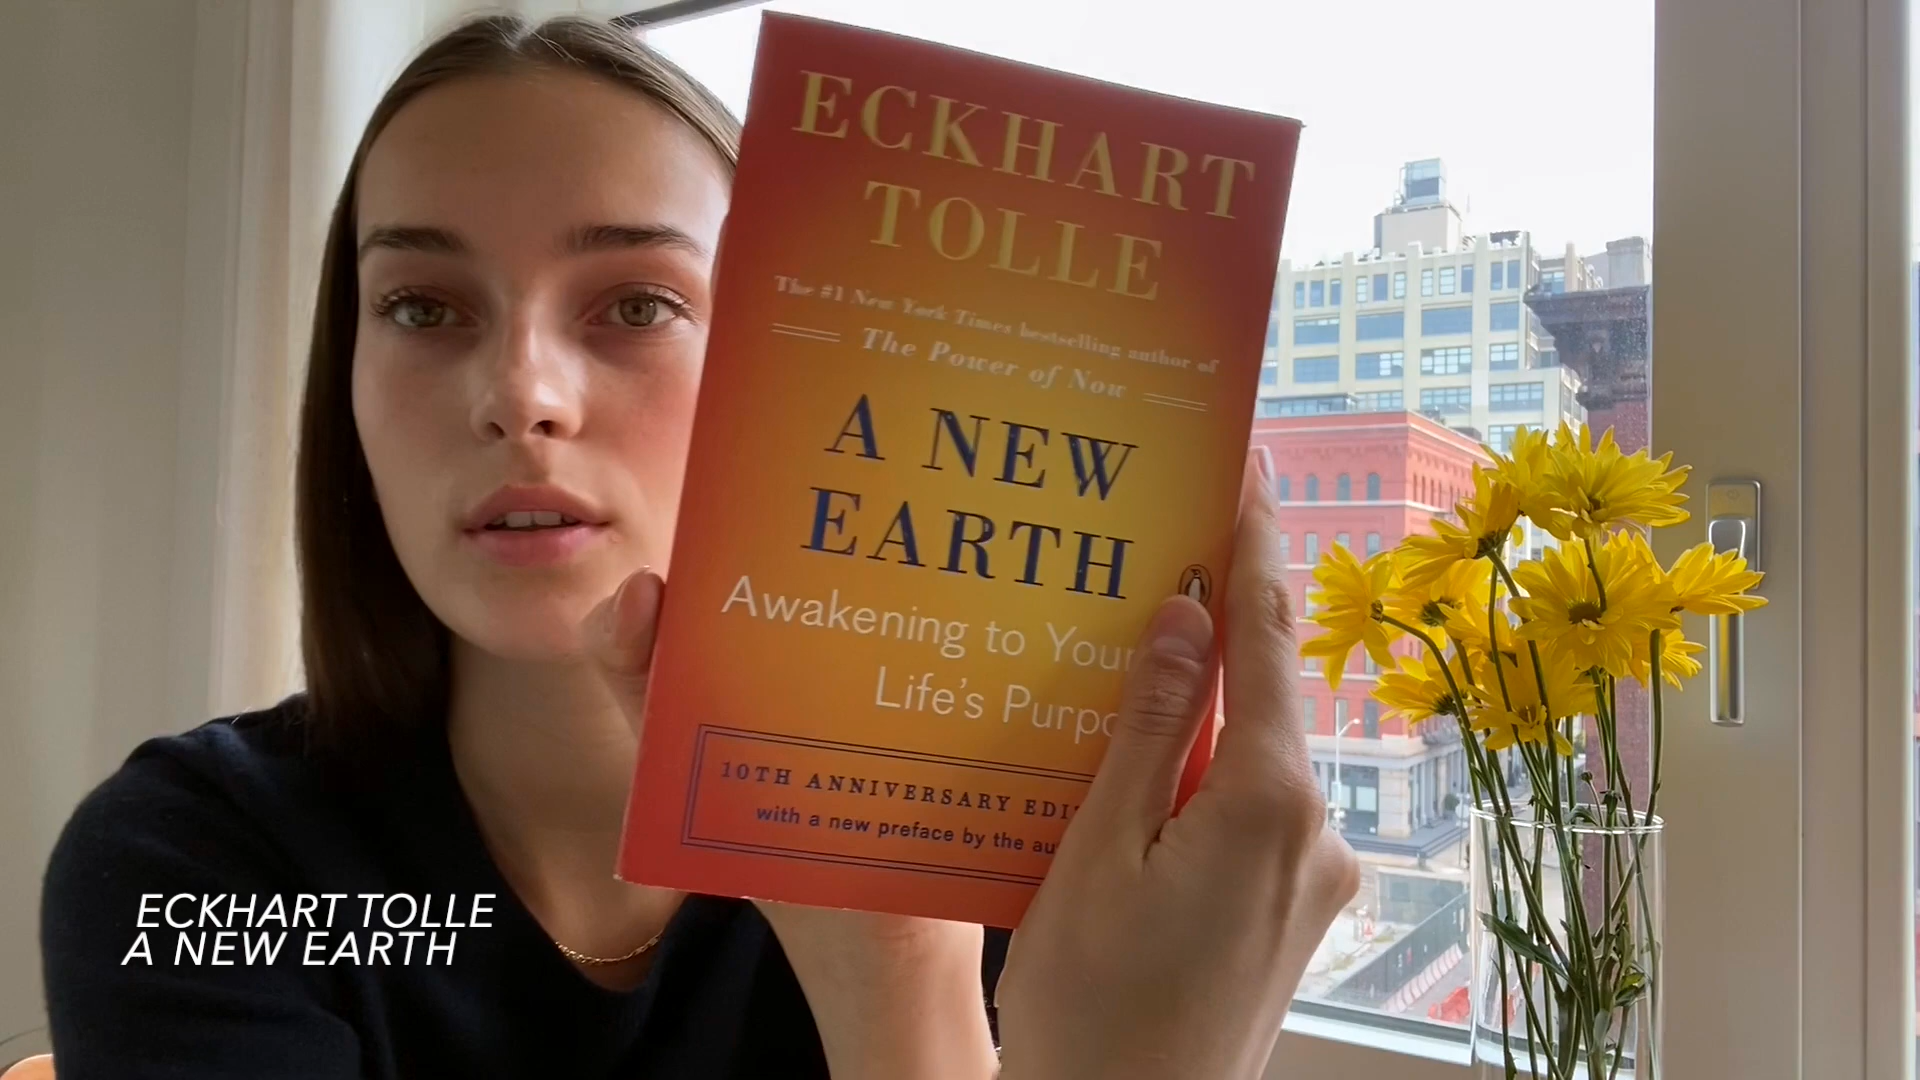 ECKHART
TOLLE
The #1 New York Times bestselling author of
The Power of Now
A NEW
EARTH
Awakening to Your
Life's Purpo
10TH ANNIVERSARY EDI
with a new preface by the au
ECKHART TOLLE
A NEW EARTH